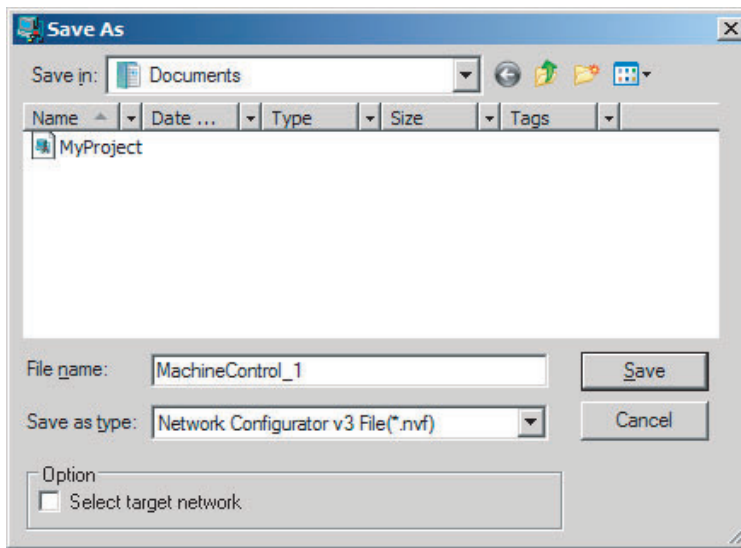 Save As
Save in: Documents
Name Date ... Type Size Tags
MyProject
File name: MachineControl_1 Save
Save as type: Network Configurator v3 File(*.nvf) Cancel
Option
Select target network